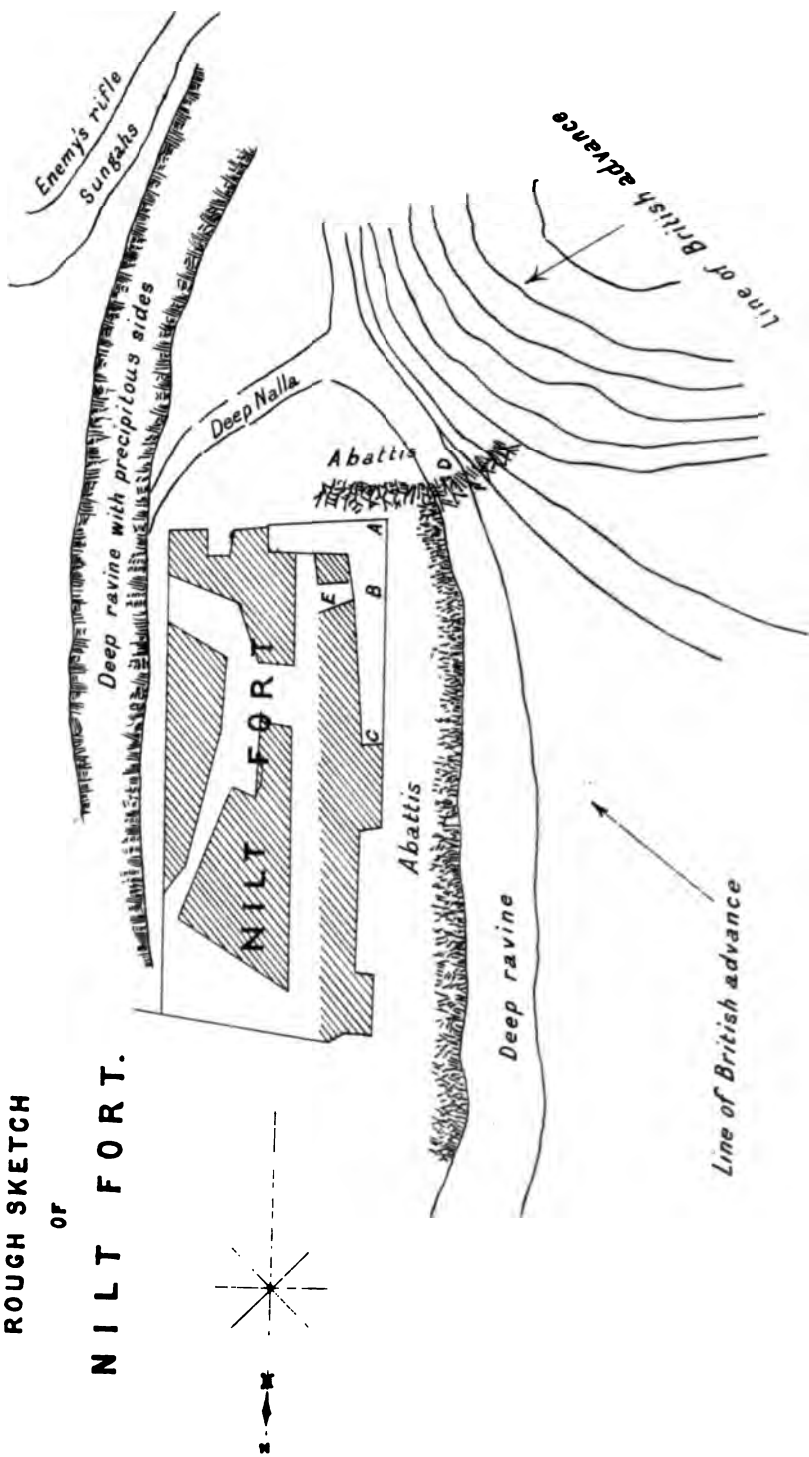 ROUGH SKETCH
OF
NILT FORT.
N
Enemy's rifle
Sungahs
Deep ravine with precipitous sides
Deep Nalla
Abattis
D
A
B
E
C
NILT FORT
Abattis
Deep ravine
Line of British advance
Line of British advance